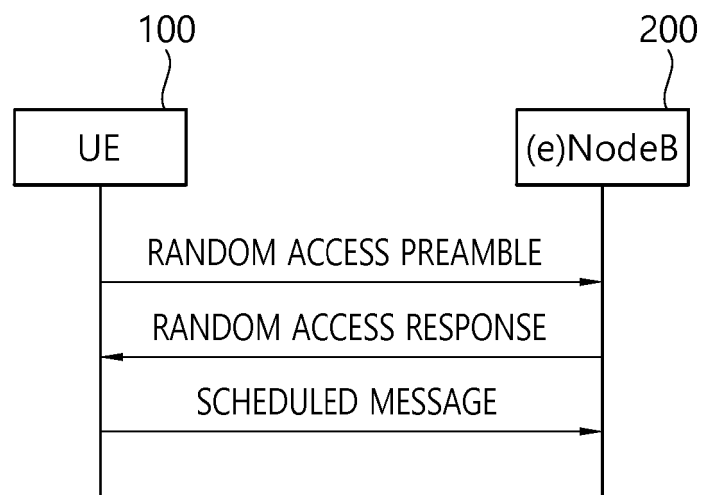 100
200
UE
(e)NodeB
RANDOM ACCESS PREAMBLE
RANDOM ACCESS RESPONSE
SCHEDULED MESSAGE